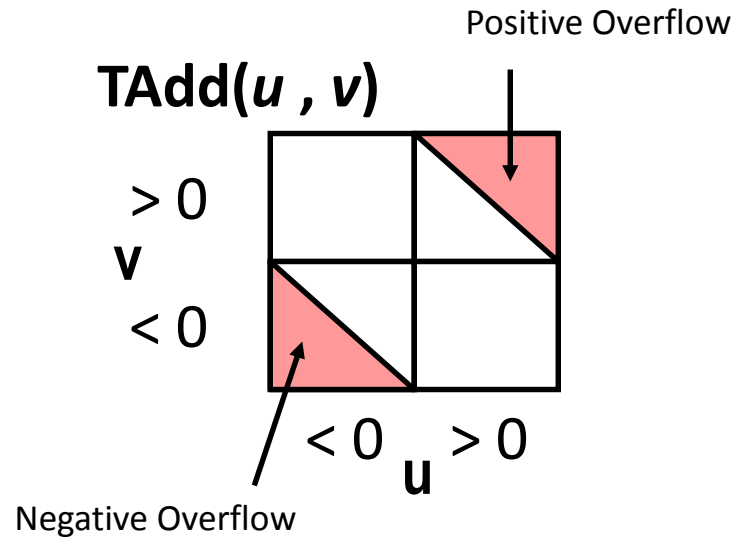 Positive Overflow
TAdd(u , v)
> 0
v
< 0
< 0 > 0
u
Negative Overflow